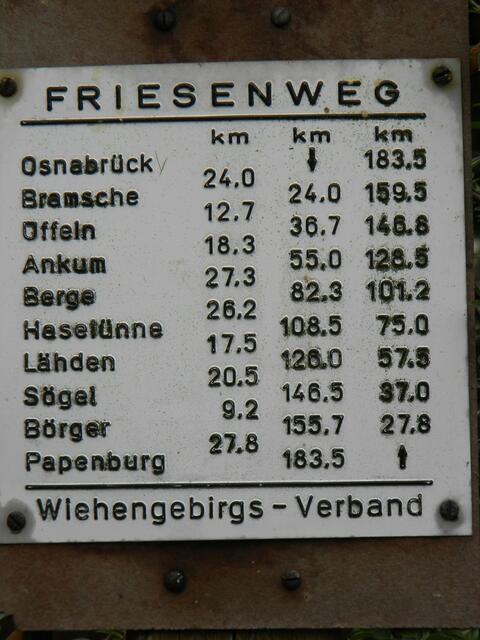 FRIESENWEG
km km km
Osnabrück ↓ 183.5
24.0
Bramsche 24.0 159.5
12.7
Üffeln 36.7 146.8
18.3
Ankum 55.0 128.5
27.3
Berge 82.3 101.2
26.2
Haselünne 108.5 75.0
17.5
Lähden 126.0 57.5
20.5
Sögel 146.5 37.0
9.2
Börger 155.7 27.8
27.8
Papenburg 183.5 ↑
Wiehengebirgs - Verband